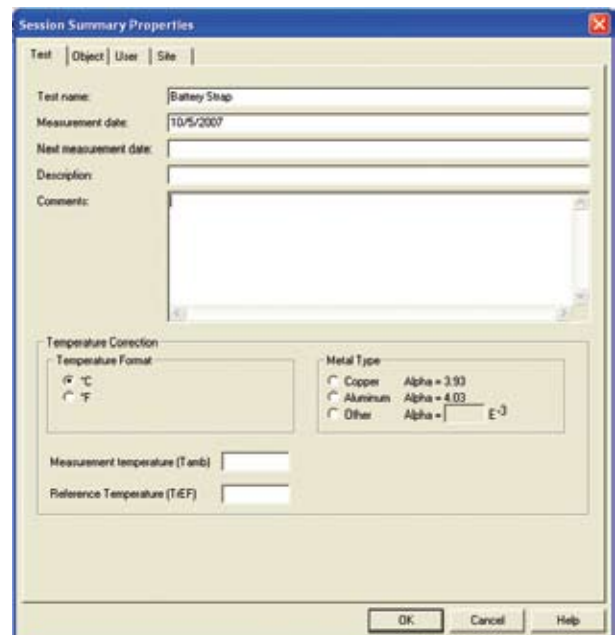 Session Summary Properties
Test Object User Site
Test name: Battery Strap
Measurement date: 10/5/2007
Next measurement date:
Description:
Comments:
Temperature Correction
Temperature Format
°C
°F
Metal Type
Copper Alpha = 3.93
Aluminum Alpha = 4.03
Other Alpha = E-3
Measurement temperature (Tamb)
Reference Temperature (TrEF)
OK Cancel Help